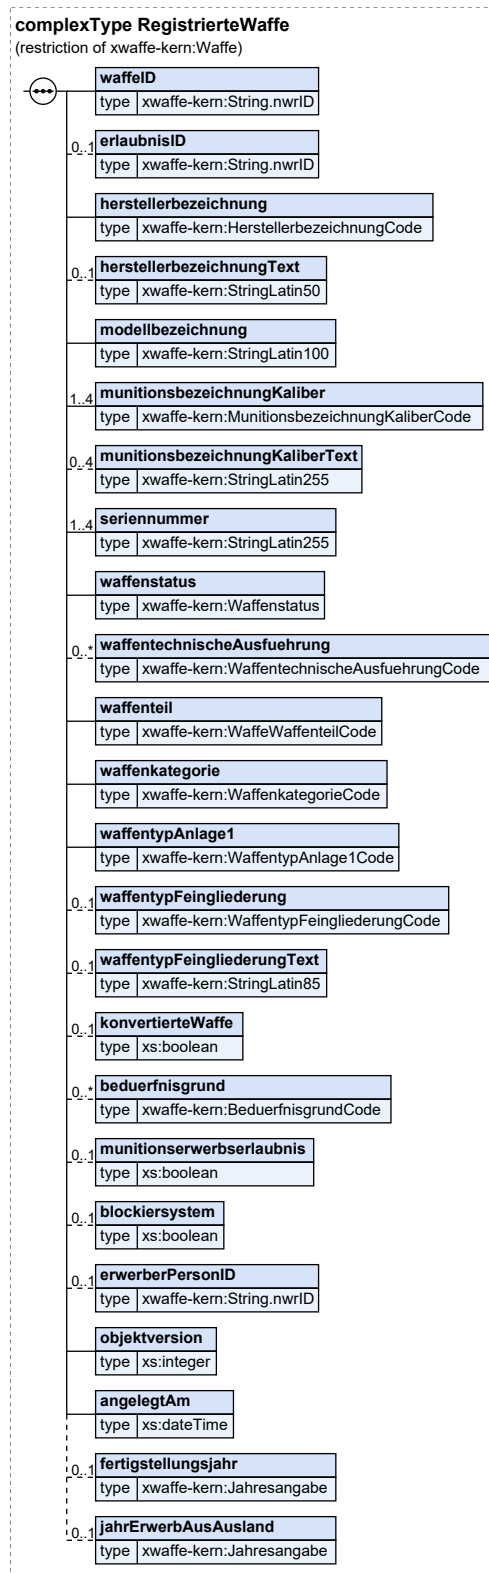 complexType RegistrierteWaffe
(restriction of xwaffe-kern:Waffe)
waffeID
type xwaffe-kern:String.nwrID
0..1 erlaubnisID
type xwaffe-kern:String.nwrID
herstellerbezeichnung
type xwaffe-kern:HerstellerbezeichnungCode
0..1 herstellerbezeichnungText
type xwaffe-kern:StringLatin50
modellbezeichnung
type xwaffe-kern:StringLatin100
1..4 munitionsbezeichnungKaliber
type xwaffe-kern:MunitionsbezeichnungKaliberCode
0..4 munitionsbezeichnungKaliberText
type xwaffe-kern:StringLatin255
1..4 seriennummer
type xwaffe-kern:StringLatin255
waffenstatus
type xwaffe-kern:Waffenstatus
0..* waffentechnischeAusfuehrung
type xwaffe-kern:WaffentechnischeAusfuehrungCode
waffenteil
type xwaffe-kern:WaffeWaffenteilCode
waffenkategorie
type xwaffe-kern:WaffenkategorieCode
waffentypAnlage1
type xwaffe-kern:WaffentypAnlage1Code
0..1 waffentypFeingliederung
type xwaffe-kern:WaffentypFeingliederungCode
0..1 waffentypFeingliederungText
type xwaffe-kern:StringLatin85
0..1 konvertierteWaffe
type xs:boolean
0..* beduerfnisgrund
type xwaffe-kern:BeduerfnisgrundCode
0..1 munitionserwerbserlaubnis
type xs:boolean
0..1 blockiersystem
type xs:boolean
0..1 erwerberPersonID
type xwaffe-kern:String.nwrID
objektversion
type xs:integer
angelegtAm
type xs:dateTime
0..1 fertigstellungsjahr
type xwaffe-kern:Jahresangabe
0..1 jahrErwerbAusAusland
type xwaffe-kern:Jahresangabe